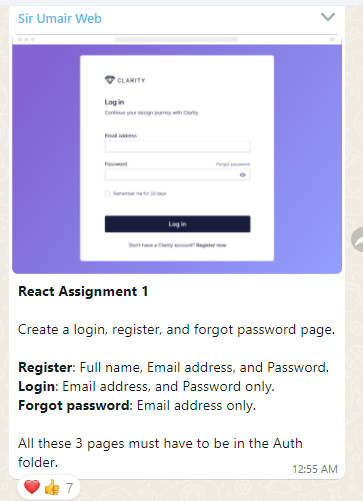 Sir Umair Web
CLARITY
Log in
Continue your design journey with Clarity.
Email address
Password
Forgot password
Remember me for 30 days
Log in
Don't have a Clarity account? Register now
React Assignment 1
Create a login, register, and forgot password page.
Register: Full name, Email address, and Password.
Login: Email address, and Password only.
Forgot password: Email address only.
All these 3 pages must have to be in the Auth
folder.
12:55 AM
7